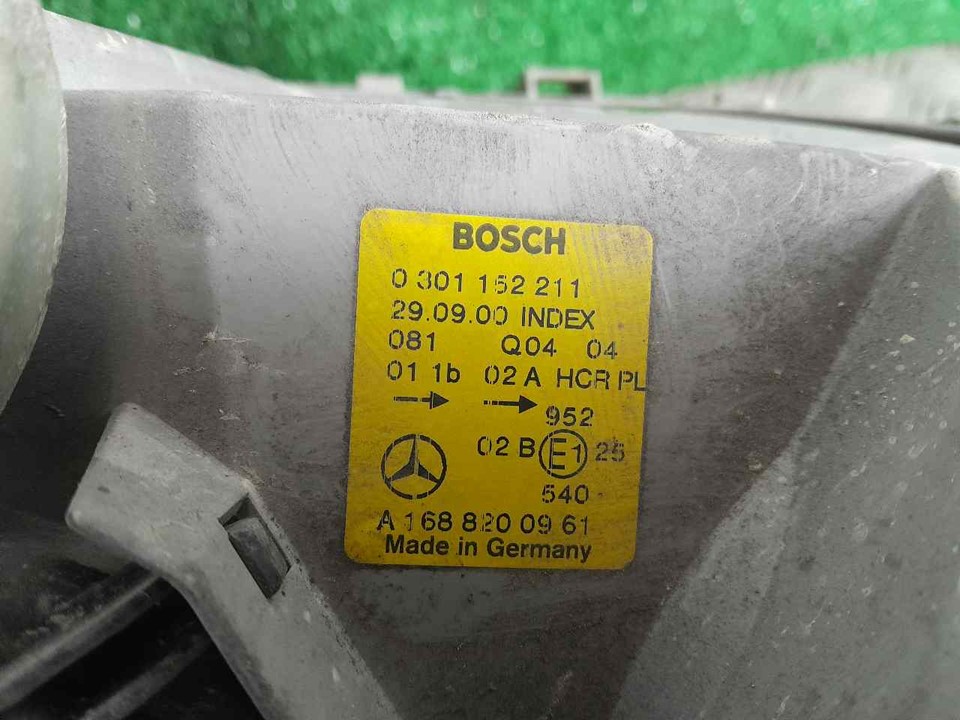 BOSCH
0 301 152 211
29.09.00 INDEX
081 Q04 04
01 1b 02 A HCR PL
952
02 B E1 25
540
A 168 820 09 61
Made in Germany